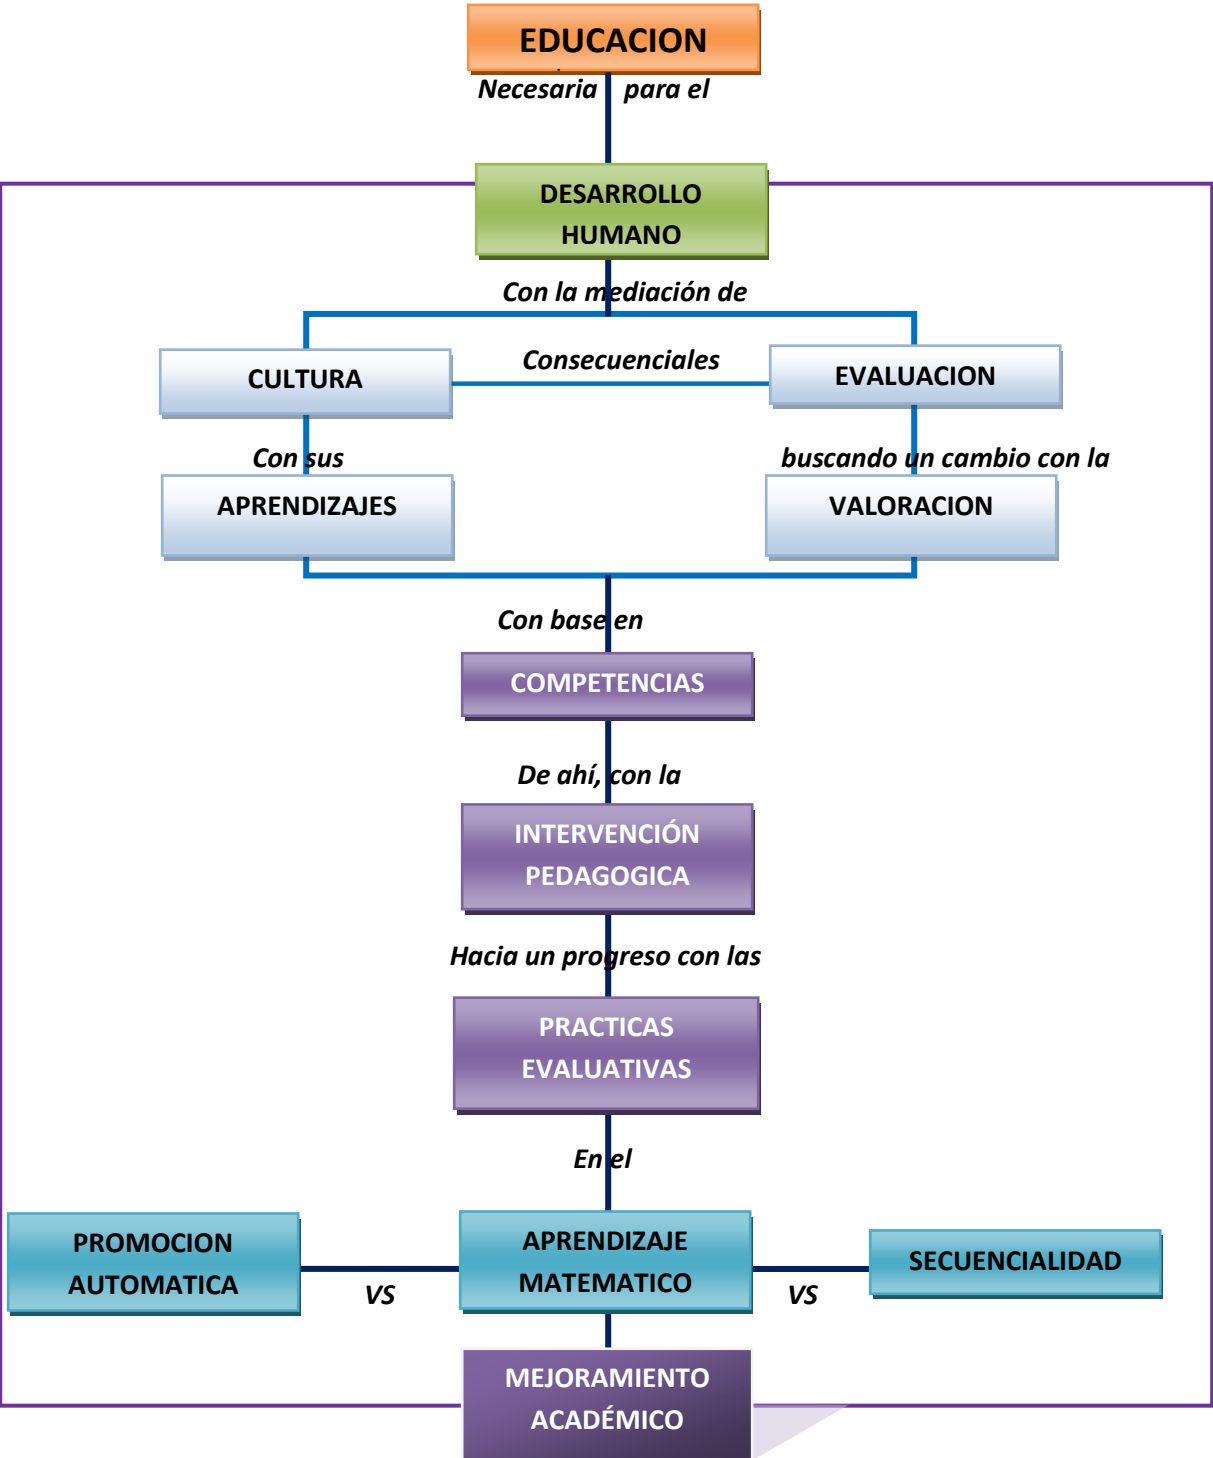 EDUCACION
Necesaria para el
DESARROLLO
HUMANO
Con la mediación de
CULTURA
Consecuenciales
EVALUACION
Con sus
buscando un cambio con la
APRENDIZAJES
VALORACION
Con base en
COMPETENCIAS
De ahí, con la
INTERVENCIÓN
PEDAGOGICA
Hacia un progreso con las
PRACTICAS
EVALUATIVAS
En el
PROMOCION
AUTOMATICA
VS
APRENDIZAJE
MATEMATICO
VS
SECUENCIALIDAD
MEJORAMIENTO
ACADÉMICO